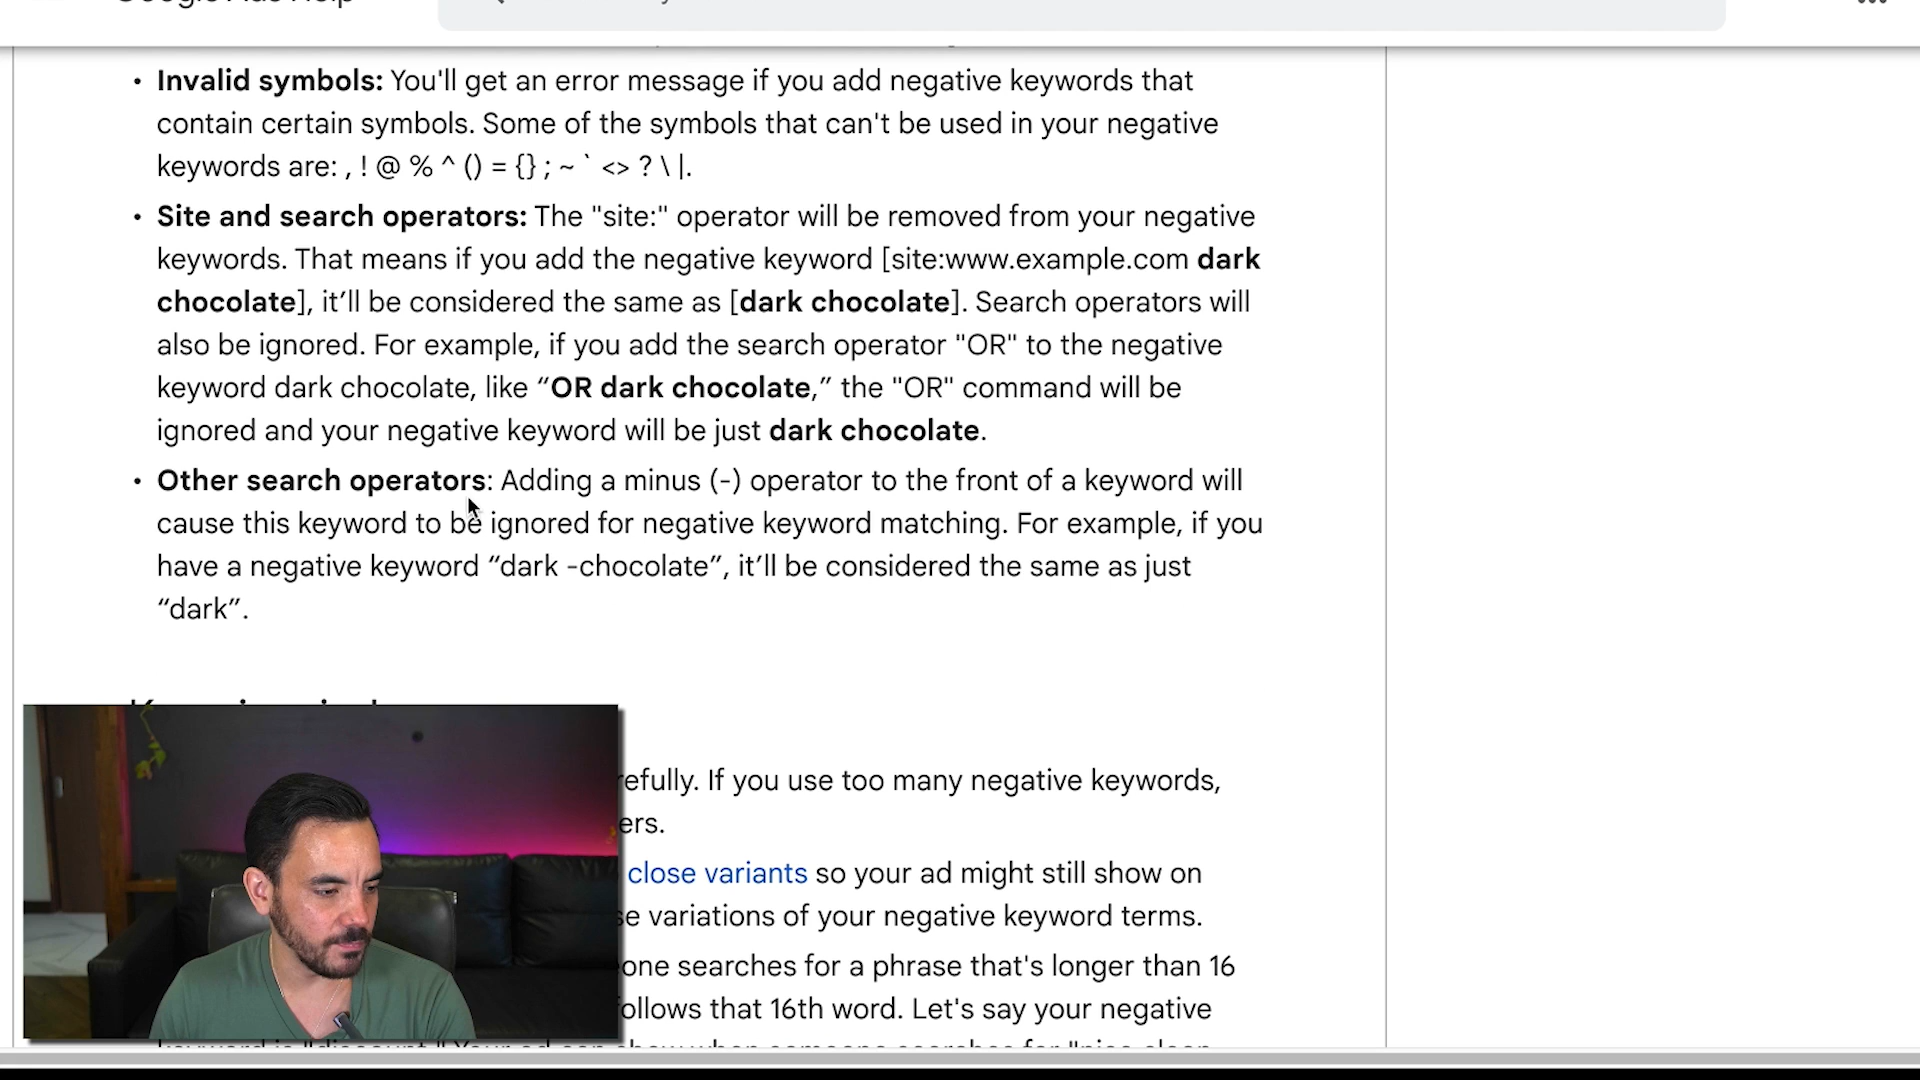 Google Ads Help
• Invalid symbols: You'll get an error message if you add negative keywords that
contain certain symbols. Some of the symbols that can't be used in your negative
keywords are: , ! @ % ^ () = {} ; ~ ` <> ? \ |.
• Site and search operators: The "site:" operator will be removed from your negative
keywords. That means if you add the negative keyword [site:www.example.com dark
chocolate], it’ll be considered the same as [dark chocolate]. Search operators will
also be ignored. For example, if you add the search operator "OR" to the negative
keyword dark chocolate, like “OR dark chocolate,” the "OR" command will be
ignored and your negative keyword will be just dark chocolate.
• Other search operators: Adding a minus (-) operator to the front of a keyword will
cause this keyword to be ignored for negative keyword matching. For example, if you
have a negative keyword “dark -chocolate”, it’ll be considered the same as just
“dark”.
refully. If you use too many negative keywords,
ers.
close variants so your ad might still show on
se variations of your negative keyword terms.
one searches for a phrase that's longer than 16
follows that 16th word. Let's say your negative